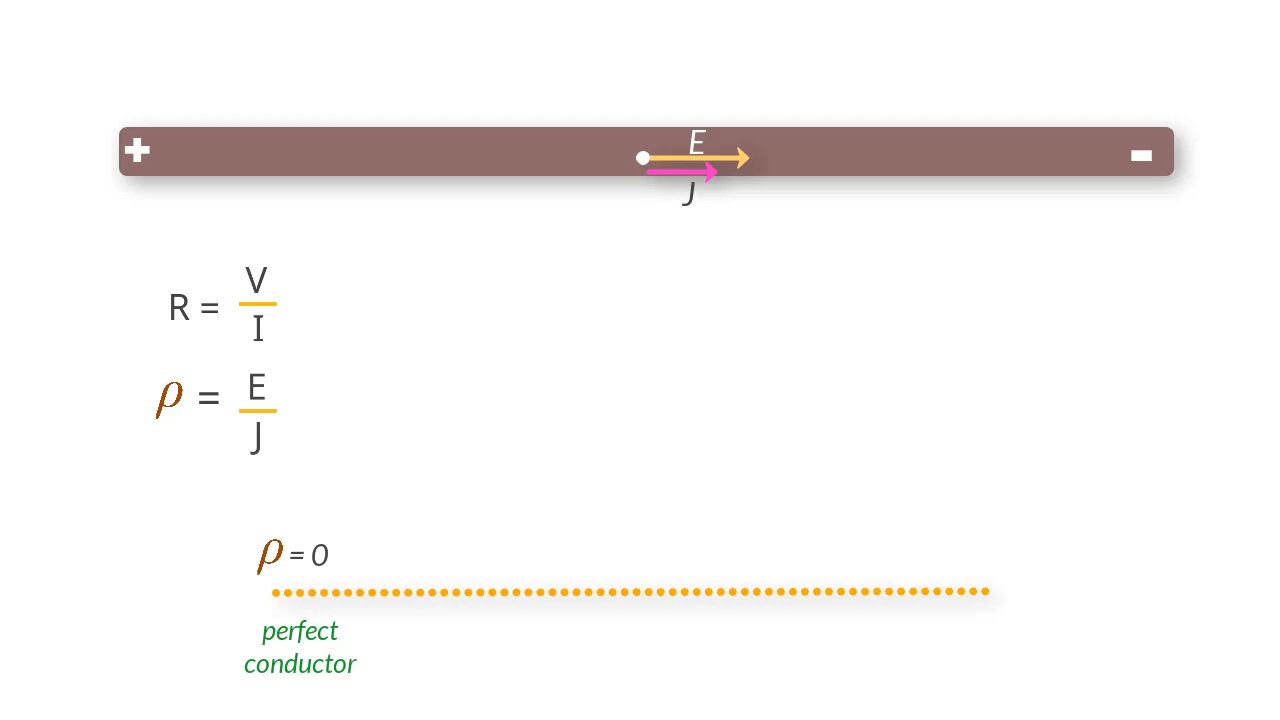 + E -
J
R = V / I
ρ = E / J
ρ = 0
perfect
conductor